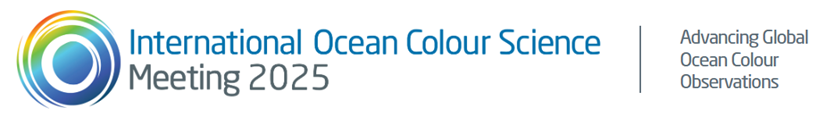 International Ocean Colour Science
Meeting 2025
Advancing Global
Ocean Colour
Observations